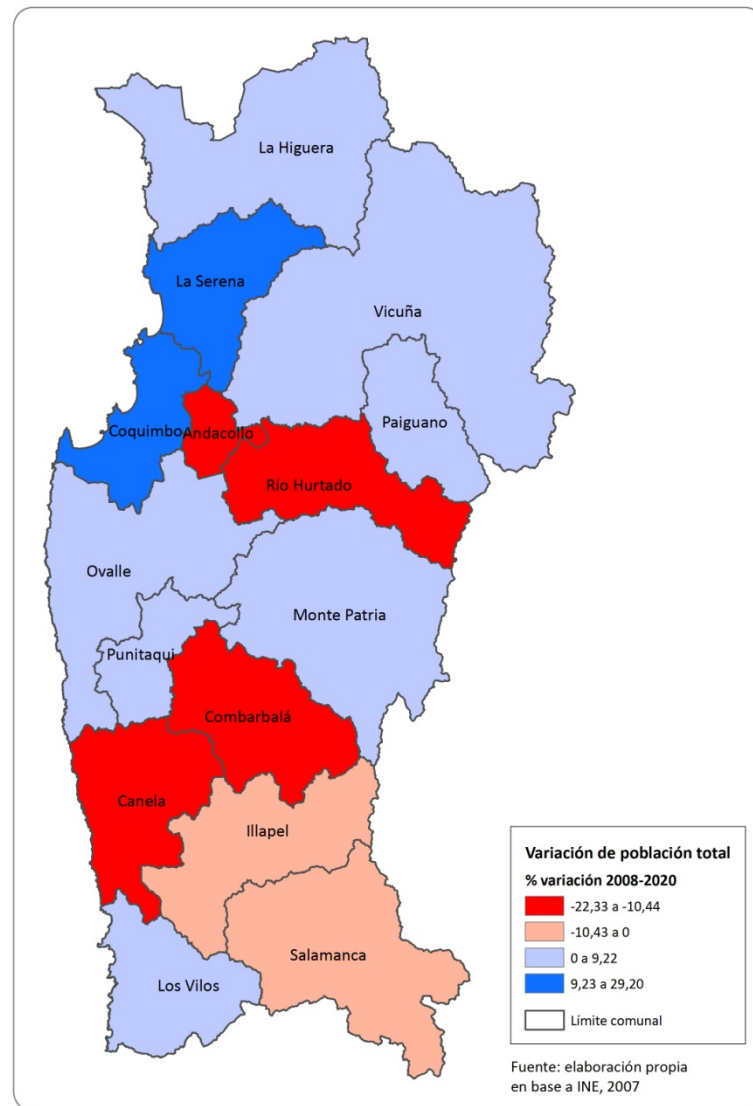 La Higuera
La Serena
Vicuña
Coquimbo
Andacollo
Paiguano
Río Hurtado
Ovalle
Monte Patria
Punitaqui
Combarbalá
Canela
Illapel
Salamanca
Los Vilos
Variación de población total
% variación 2008-2020
-22,33 a -10,44
-10,43 a 0
0 a 9,22
9,23 a 29,20
Límite comunal
Fuente: elaboración propia
en base a INE, 2007